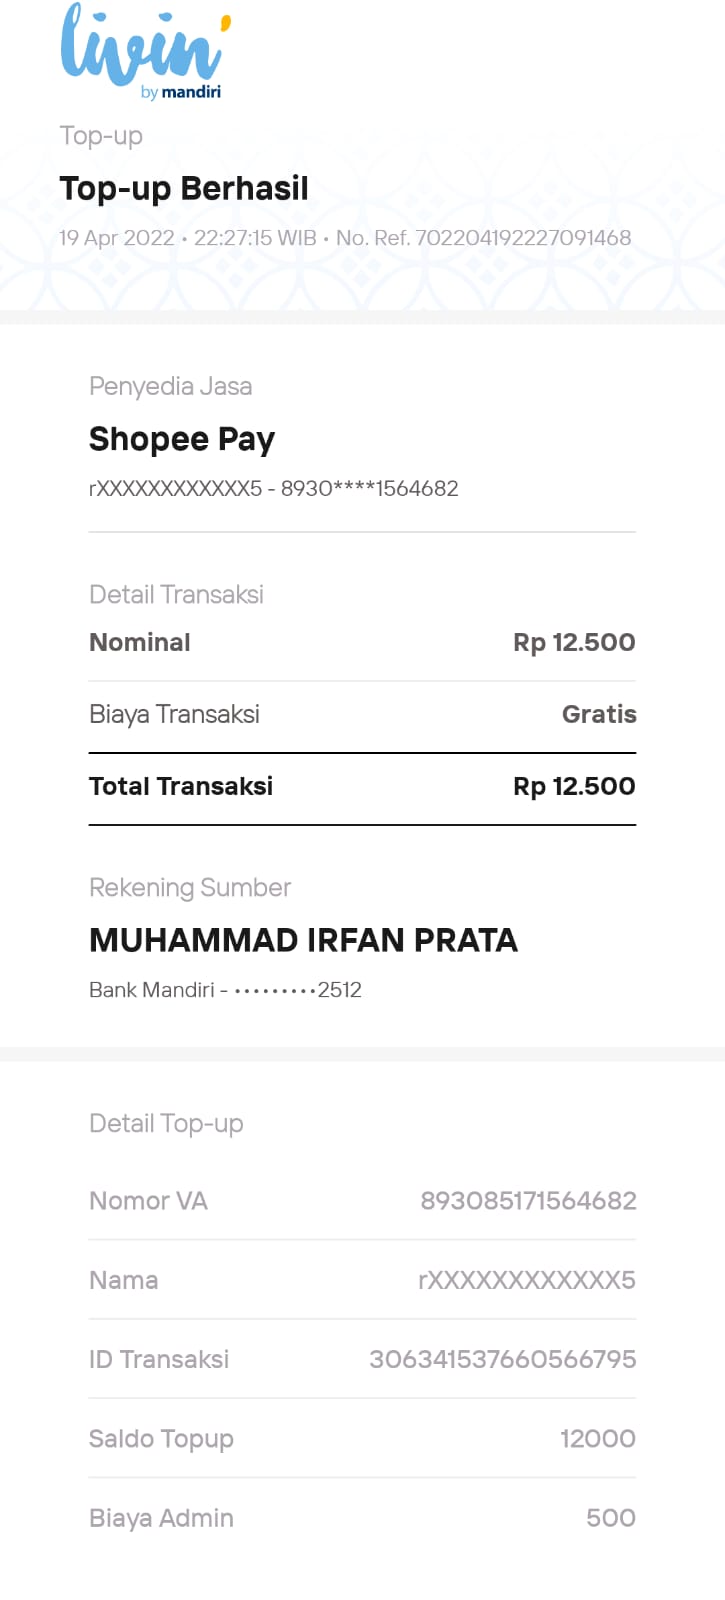 livin'
by mandiri
Top-up
Top-up Berhasil
19 Apr 2022 • 22:27:15 WIB • No. Ref. 702204192227091468
Penyedia Jasa
Shopee Pay
rXXXXXXXXXXXX5 - 8930****1564682
Detail Transaksi
Nominal Rp 12.500
Biaya Transaksi Gratis
Total Transaksi Rp 12.500
Rekening Sumber
MUHAMMAD IRFAN PRATA
Bank Mandiri - •••••••••2512
Detail Top-up
Nomor VA 893085171564682
Nama rXXXXXXXXXXXX5
ID Transaksi 306341537660566795
Saldo Topup 12000
Biaya Admin 500